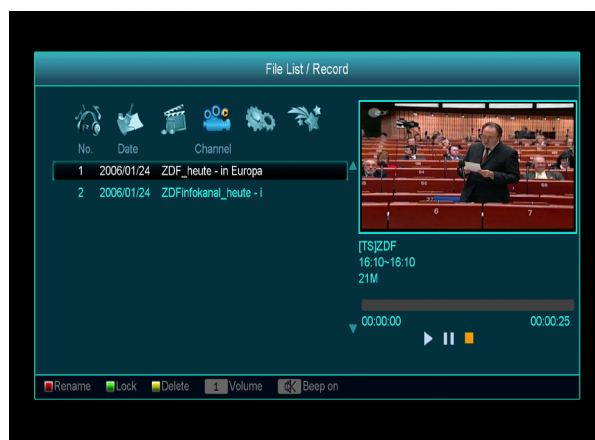 File List / Record
No. Date Channel
1 2006/01/24 ZDF_heute - in Europa
2 2006/01/24 ZDFinfokanal_heute - i
6 7
[TS]ZDF
16:10~16:10
21M
00:00:00 00:00:25
Rename Lock Delete 1 Volume Beep on